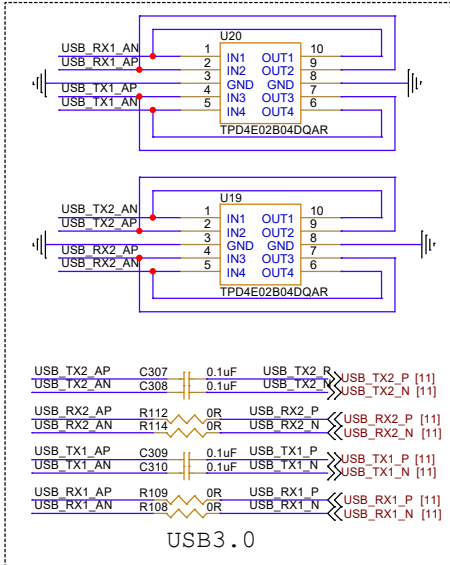 U20
USB_RX1_AN 1 IN1 OUT1 10
USB_RX1_AP 2 IN2 OUT2 9
3 GND GND 8
USB_TX1_AP 4 IN3 OUT3 7
USB_TX1_AN 5 IN4 OUT4 6
TPD4E02B04DQAR
U19
USB_TX2_AN 1 IN1 OUT1 10
USB_TX2_AP 2 IN2 OUT2 9
3 GND GND 8
USB_RX2_AP 4 IN3 OUT3 7
USB_RX2_AN 5 IN4 OUT4 6
TPD4E02B04DQAR
USB_TX2_AP C307 0.1uF USB_TX2_R USB_TX2_P [11]
USB_TX2_AN C308 0.1uF USB_TX2_N USB_TX2_N [11]
USB_RX2_AP R112 0R USB_RX2_P USB_RX2_P [11]
USB_RX2_AN R114 0R USB_RX2_N USB_RX2_N [11]
USB_TX1_AP C309 0.1uF USB_TX1_P USB_TX1_P [11]
USB_TX1_AN C310 0.1uF USB_TX1_N USB_TX1_N [11]
USB_RX1_AP R109 0R USB_RX1_P USB_RX1_P [11]
USB_RX1_AN R108 0R USB_RX1_N USB_RX1_N [11]
USB3.0